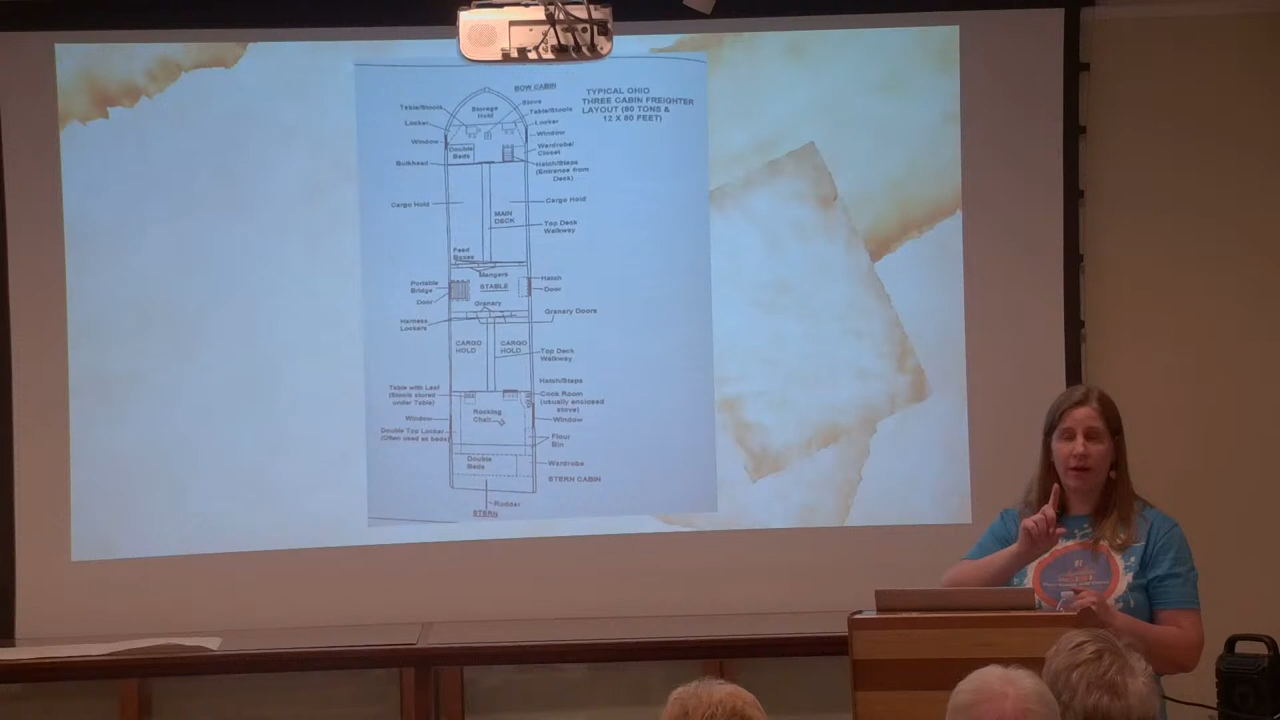 BOW CABIN
TYPICAL OHIO
THREE CABIN FREIGHTER
LAYOUT (80 TONS &
12 X 80 FEET)
Table/Stools
Storage
Hold
Stove
Table/Stools
Locker
Locker
Window
Window
Double
Beds
Wardrobe/
Closet
Bulkhead
Hatch/Steps
(Entrance from
Deck)
Cargo Hold
Cargo Hold
MAIN
DECK
Top Deck
Walkway
Feed
Boxes
Mangers
Hatch
Portable
Bridge
STABLE
Door
Door
Granary
Granary Doors
Harness
Lockers
CARGO
HOLD
CARGO
HOLD
Top Deck
Walkway
Hatch/Steps
Table with Leaf
(Stools stored
under Table)
Cook Room
(usually enclosed
stove)
Rocking
Chair
Window
Window
Double Top Locker
(Often used as beds)
Flour
Bin
Double
Beds
Wardrobe
STERN CABIN
Rudder
STERN